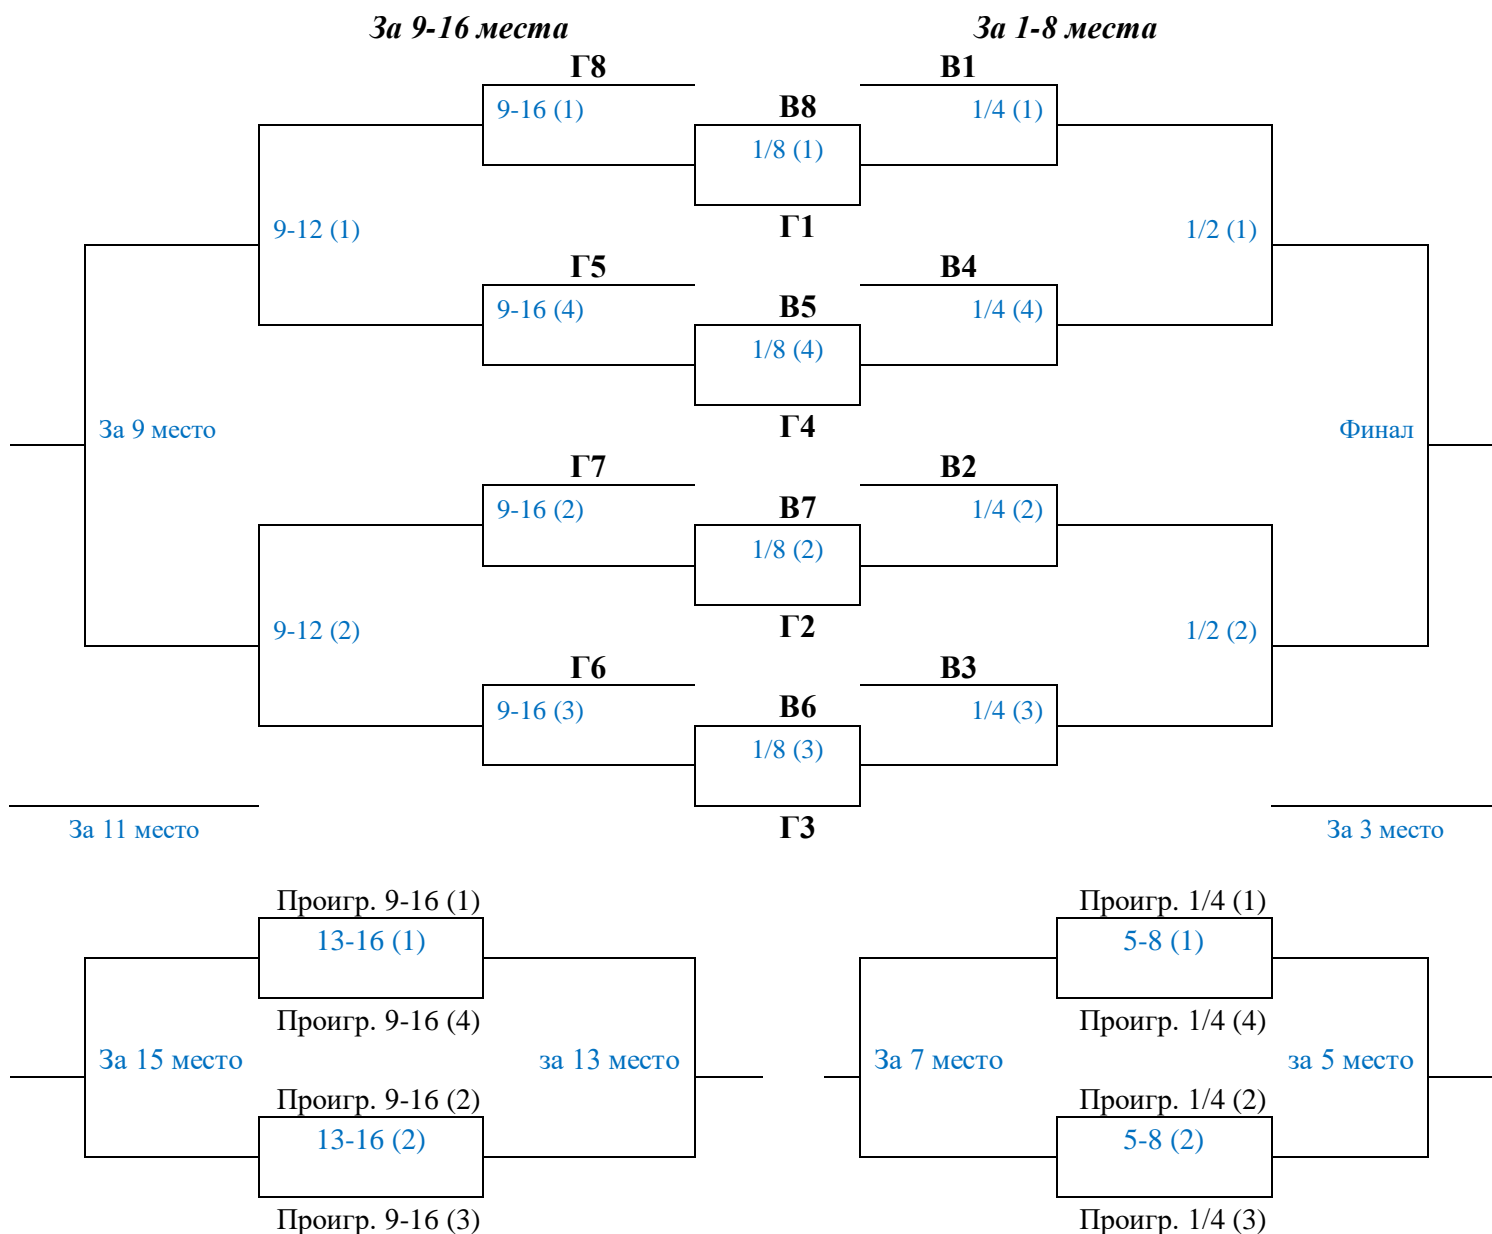 За 9-16 места
За 1-8 места
Г8
В1
9-16 (1)
В8
1/4 (1)
1/8 (1)
Г1
9-12 (1)
1/2 (1)
Г5
В4
9-16 (4)
В5
1/4 (4)
1/8 (4)
Г4
За 9 место
Финал
Г7
В2
9-16 (2)
В7
1/4 (2)
1/8 (2)
Г2
9-12 (2)
1/2 (2)
Г6
В3
9-16 (3)
В6
1/4 (3)
1/8 (3)
Г3
За 11 место
За 3 место
Проигр. 9-16 (1)
Проигр. 1/4 (1)
13-16 (1)
5-8 (1)
Проигр. 9-16 (4)
Проигр. 1/4 (4)
За 15 место
за 13 место
За 7 место
за 5 место
Проигр. 9-16 (2)
Проигр. 1/4 (2)
13-16 (2)
5-8 (2)
Проигр. 9-16 (3)
Проигр. 1/4 (3)